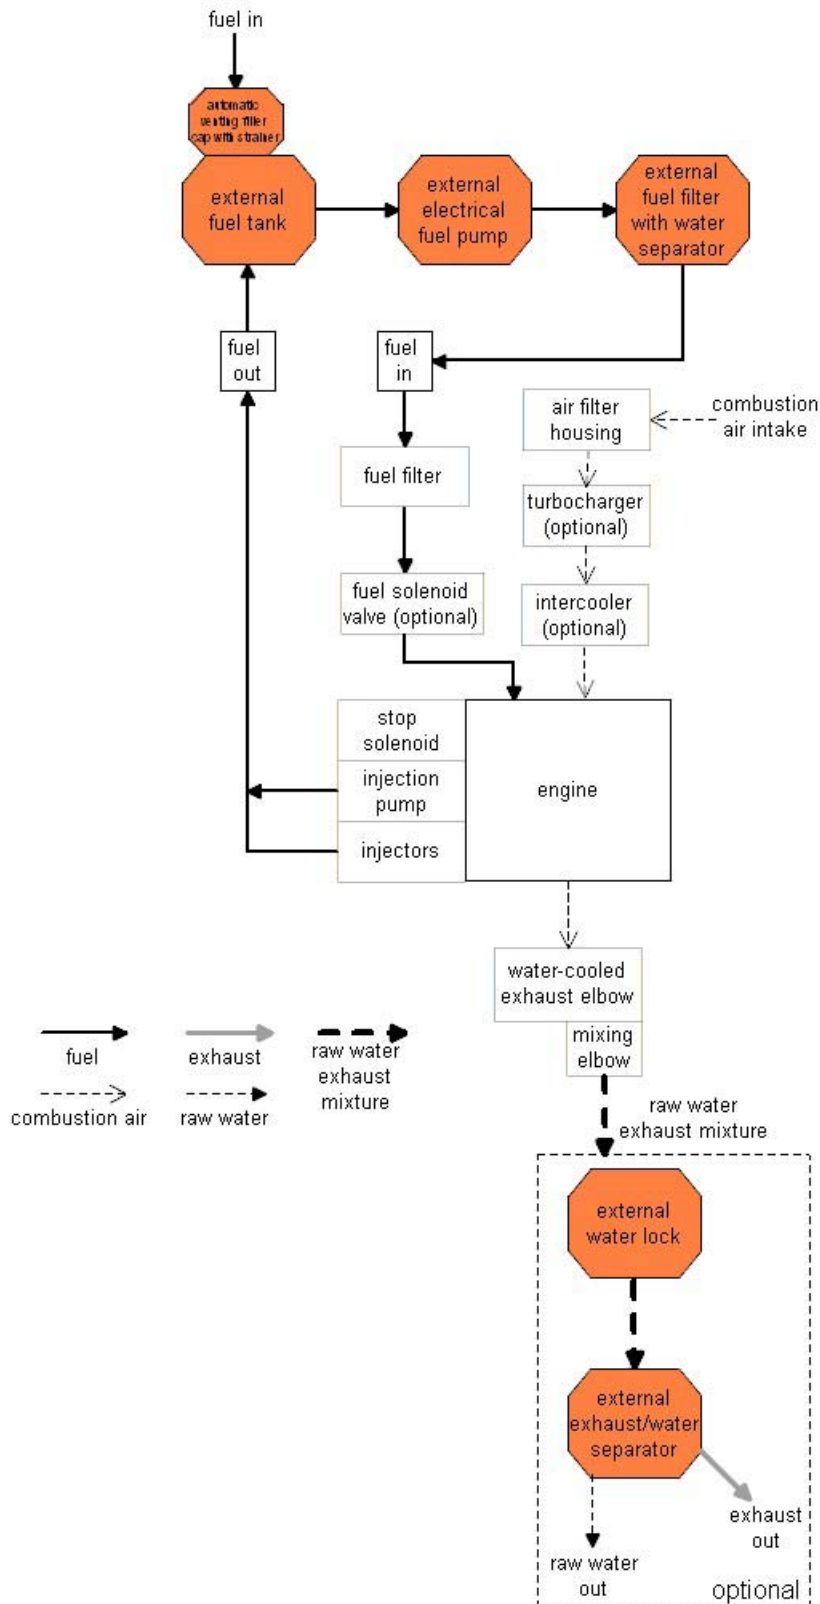 fuel in
automatic
venting filler
cap with strainer
external
fuel tank
external
electrical
fuel pump
external
fuel filter
with water
separator
fuel
out
fuel
in
air filter
housing
combustion
air intake
fuel filter
turbocharger
(optional)
fuel solenoid
valve (optional)
intercooler
(optional)
stop
solenoid
injection
pump
injectors
engine
water-cooled
exhaust elbow
mixing
elbow
fuel
exhaust
raw water
exhaust
mixture
combustion air
raw water
raw water
exhaust mixture
external
water lock
external
exhaust/water
separator
exhaust
out
raw water
out
optional